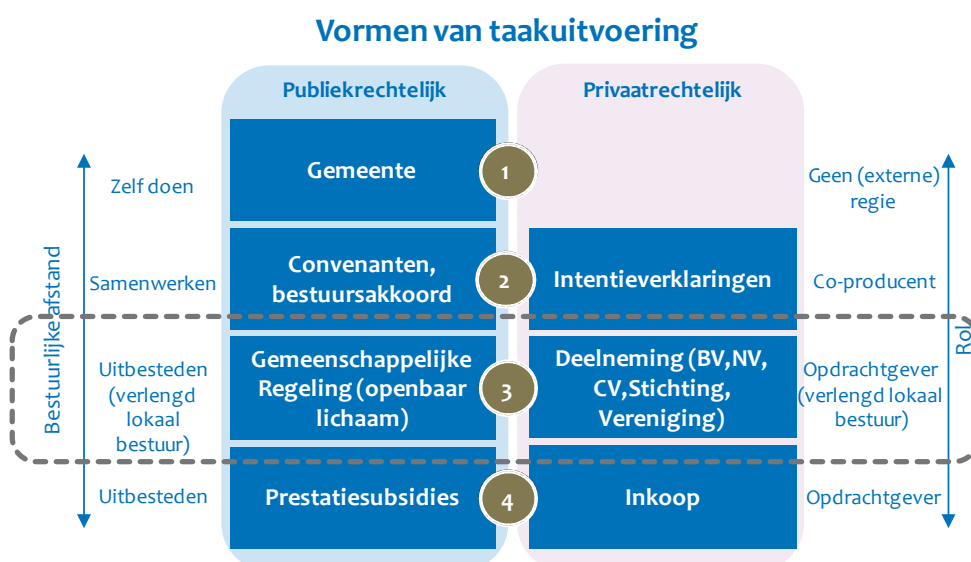 Vormen van taakuitvoering
Publiekrechtelijk
Privaatrechtelijk
Bestuurlijke afstand
Rol
Zelf doen
Gemeente
1
Geen (externe)
regie
Samenwerken
Convenanten,
bestuursakkoord
2
Intentieverklaringen
Co-producent
Uitbesteden
(verlengd
lokaal
bestuur)
Gemeenschappelijke
Regeling (openbaar
lichaam)
3
Deelneming (BV,NV,
CV,Stichting,
Vereniging)
Opdrachtgever
(verlengd lokaal
bestuur)
Uitbesteden
Prestatiesubsidies
4
Inkoop
Opdrachtgever